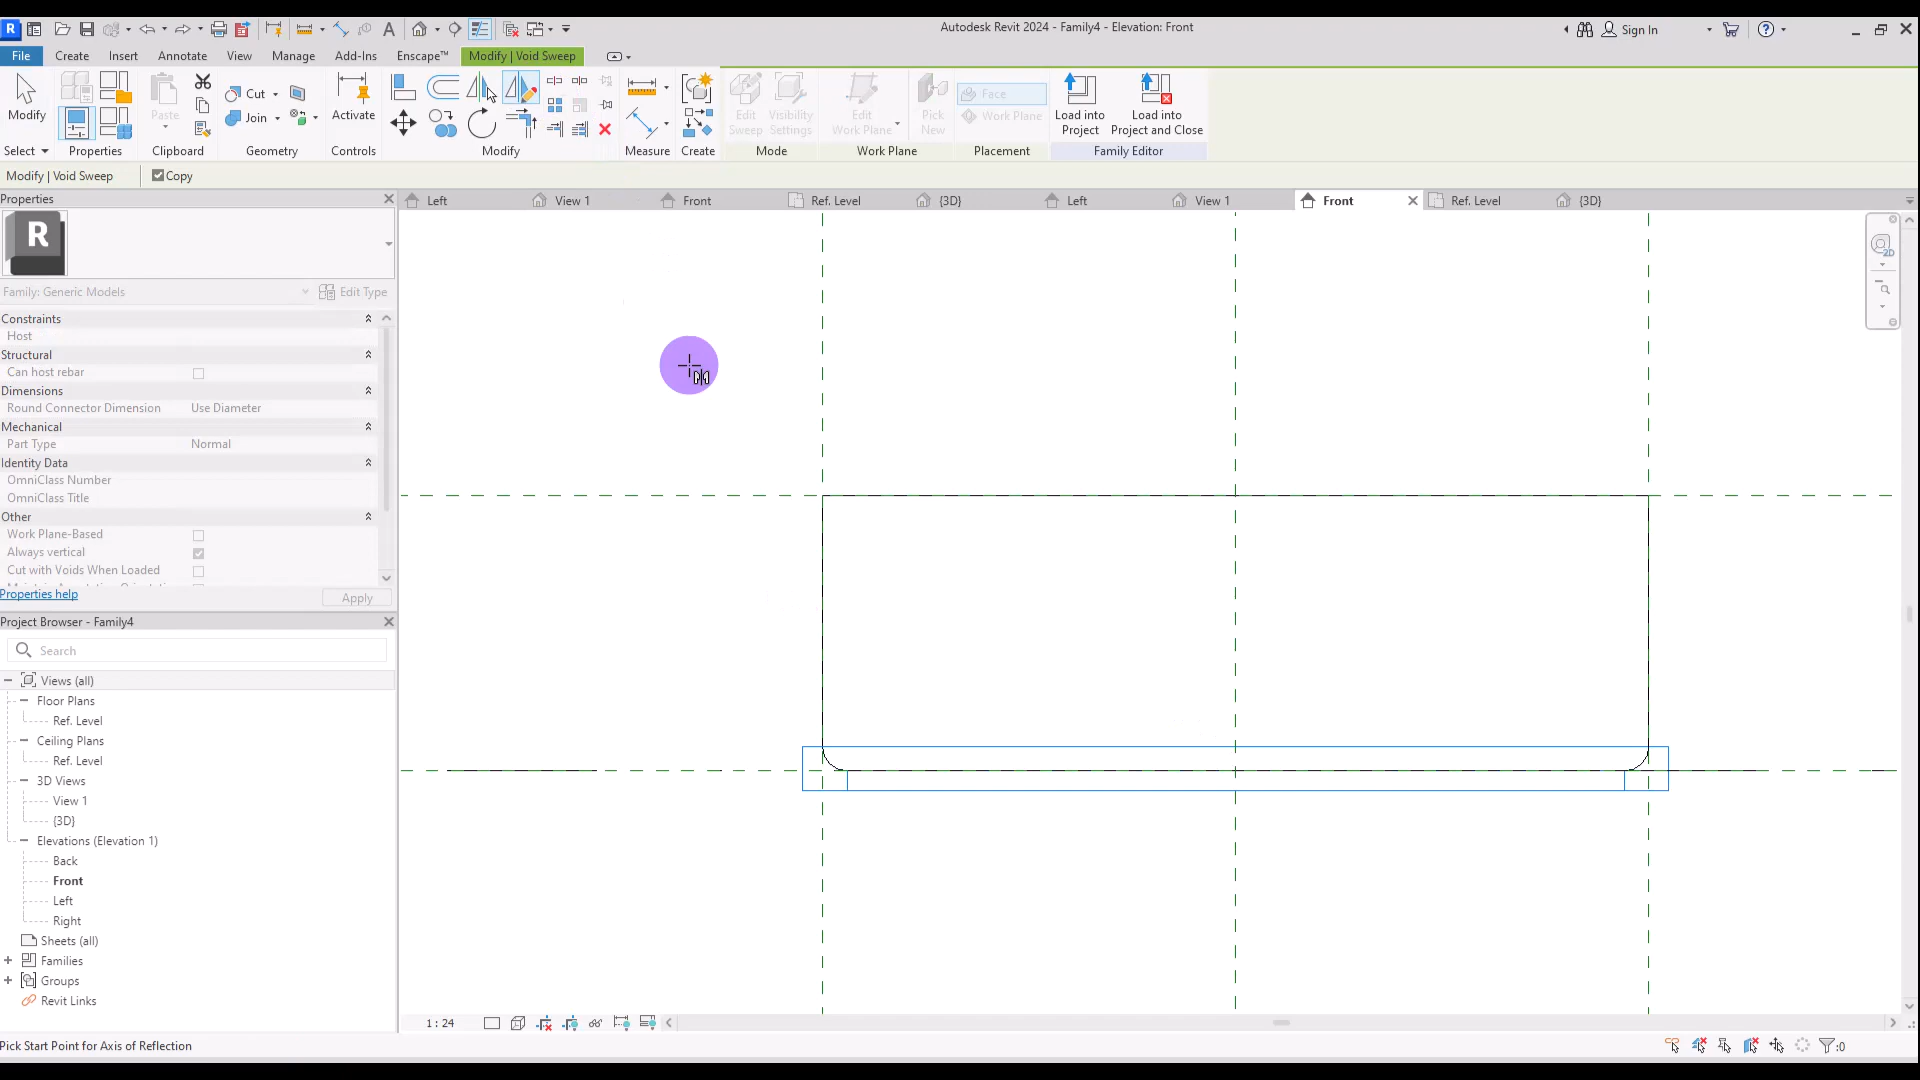 Autodesk Revit 2024 - Family4 - Elevation: Front
Sign In
File Create Insert Annotate View Manage Add-Ins Enscape™ Modify | Void Sweep
Modify
Paste
Cut
Join
Activate
Edit Sweep
Visibility Settings
Edit Work Plane
Pick New
Face
Work Plane
Load into Project
Load into Project and Close
Select Properties Clipboard Geometry Controls Modify Measure Create Mode Work Plane Placement Family Editor
Modify | Void Sweep Copy
Properties
Left View 1 Front Ref. Level {3D} Left View 1 Front Ref. Level {3D}
R
2D
Family: Generic Models Edit Type
Constraints
Host
Structural
Can host rebar
Dimensions
Round Connector Dimension Use Diameter
Mechanical
Part Type Normal
Identity Data
OmniClass Number
OmniClass Title
Other
Work Plane-Based
Always vertical
Cut with Voids When Loaded
Properties help Apply
Project Browser - Family4
Search
Views (all)
Floor Plans
Ref. Level
Ceiling Plans
Ref. Level
3D Views
View 1
{3D}
Elevations (Elevation 1)
Back
Front
Left
Right
Sheets (all)
Families
Groups
Revit Links
1 : 24
Pick Start Point for Axis of Reflection
:0